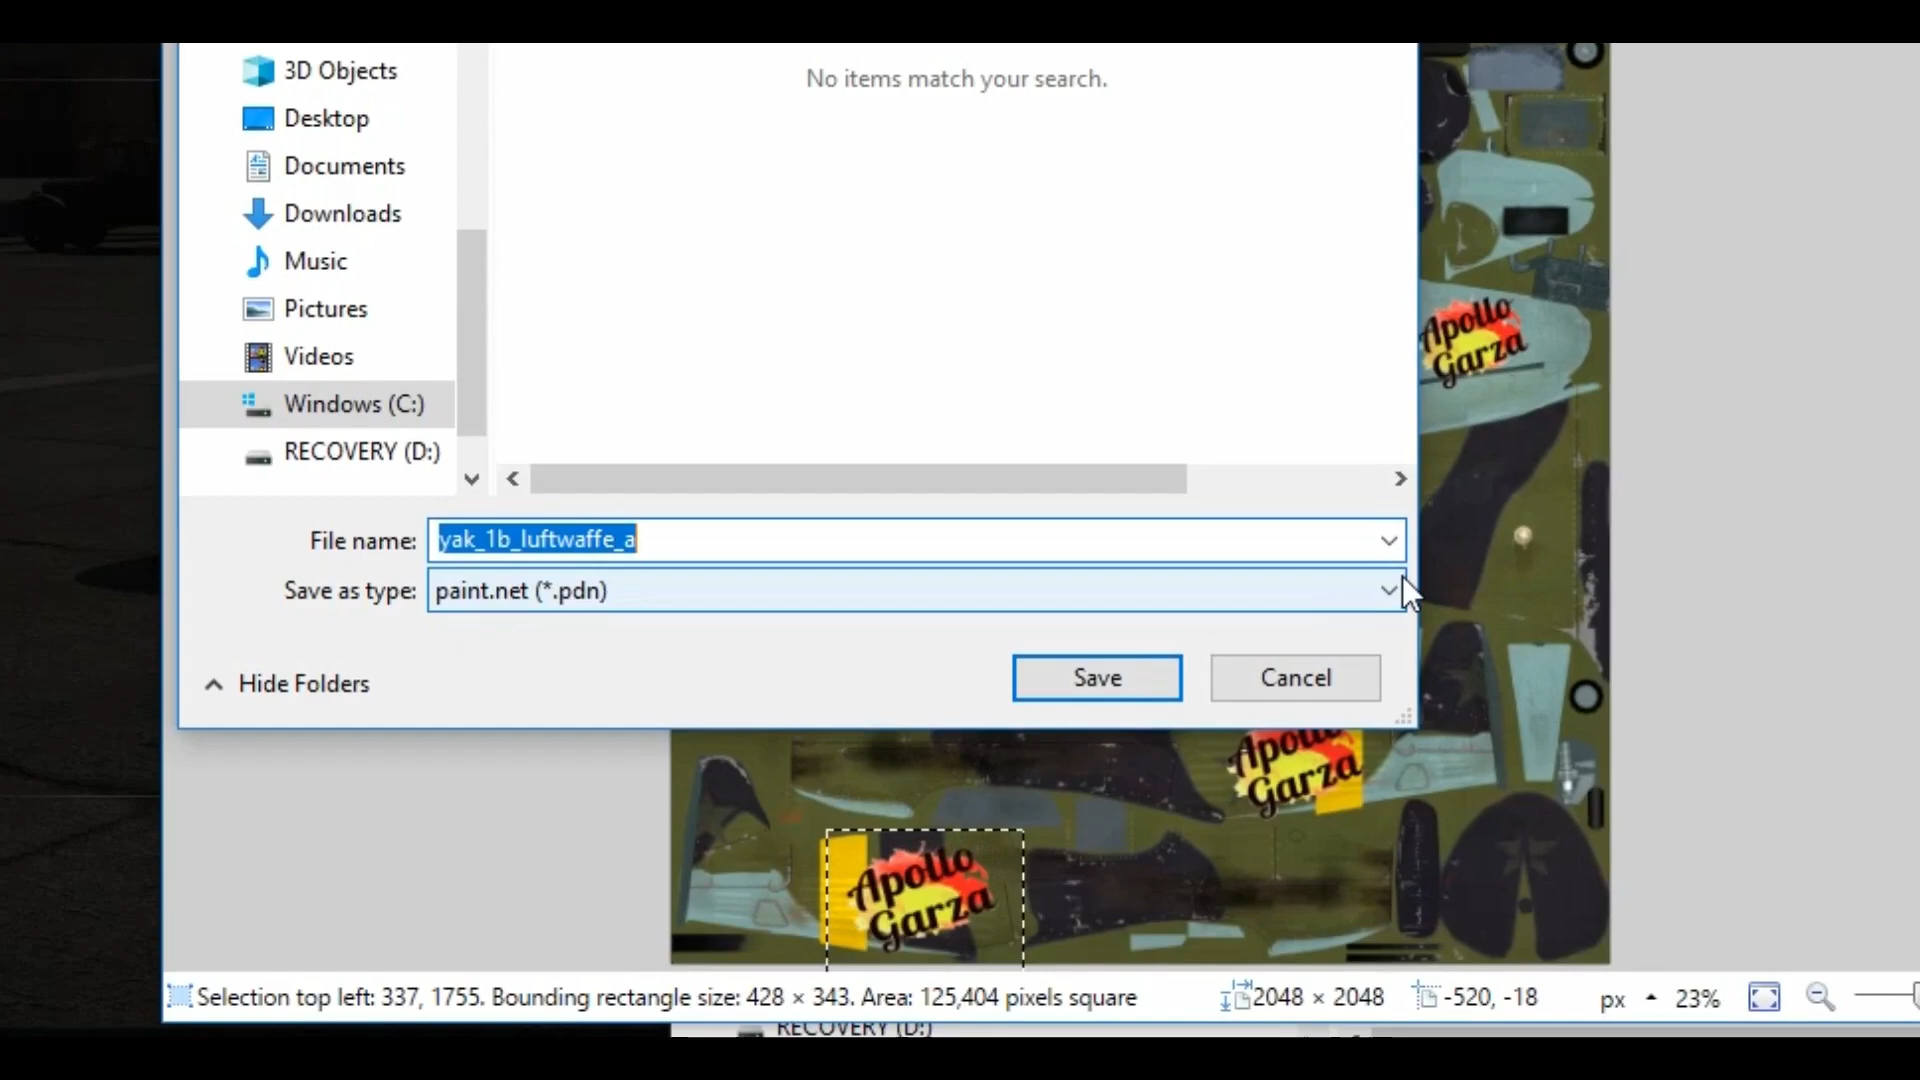 3D Objects
No items match your search.
Desktop
Documents
Downloads
Music
Pictures
Videos
Windows (C:)
RECOVERY (D:)
File name: yak_1b_luftwaffe_a
Save as type: paint.net (*.pdn)
Hide Folders
Save
Cancel
Apollo
Garza
Apollo
Garza
Apollo
Garza
Selection top left: 337, 1755. Bounding rectangle size: 428 × 343. Area: 125,404 pixels square
2048 × 2048
-520, -18
px
23%
RECOVERY (D:)